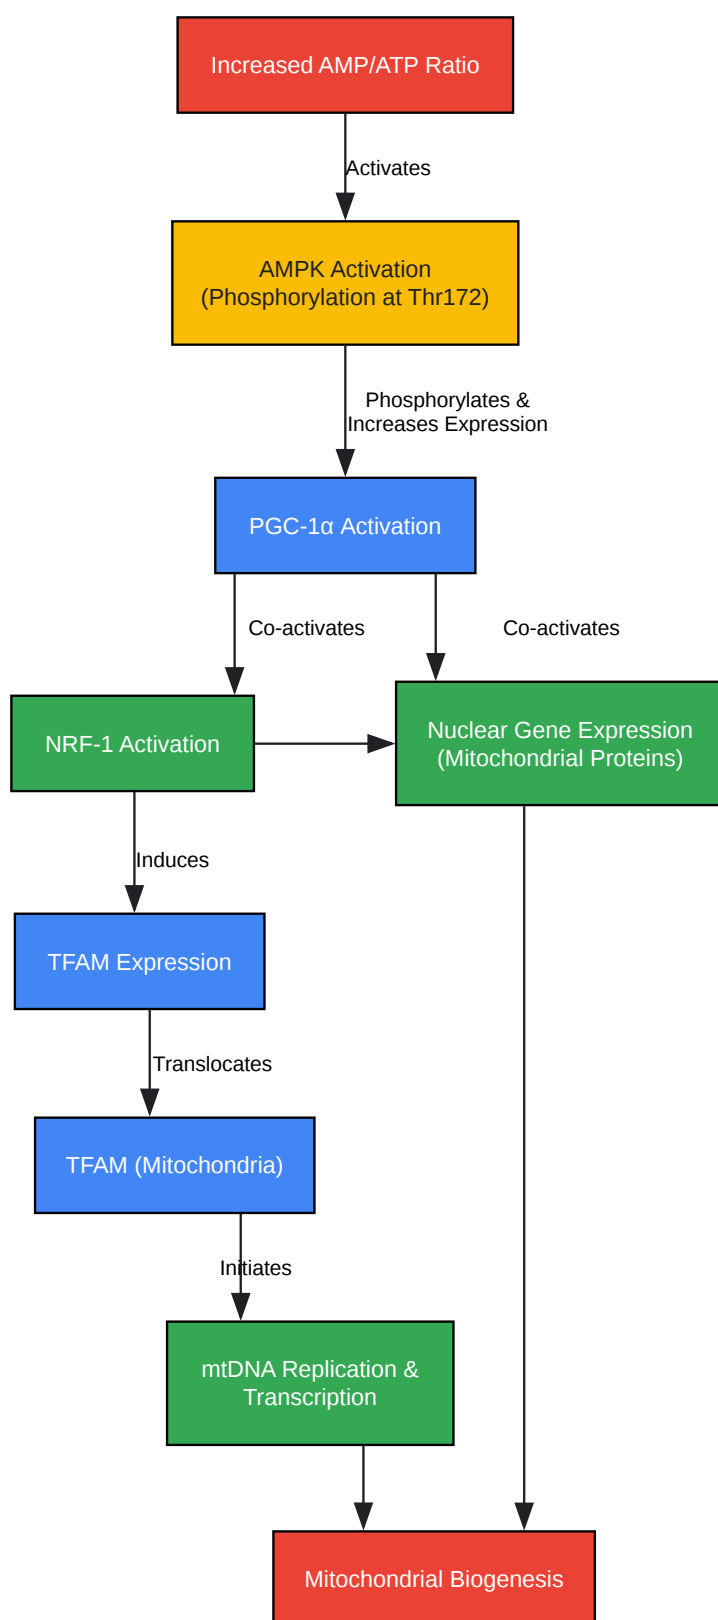 Increased AMP/ATP Ratio
Activates
AMPK Activation
(Phosphorylation at Thr172)
Phosphorylates &
Increases Expression
PGC-1α Activation
Co-activates
Co-activates
NRF-1 Activation
Nuclear Gene Expression
(Mitochondrial Proteins)
Induces
TFAM Expression
Translocates
TFAM (Mitochondria)
Initiates
mtDNA Replication &
Transcription
Mitochondrial Biogenesis